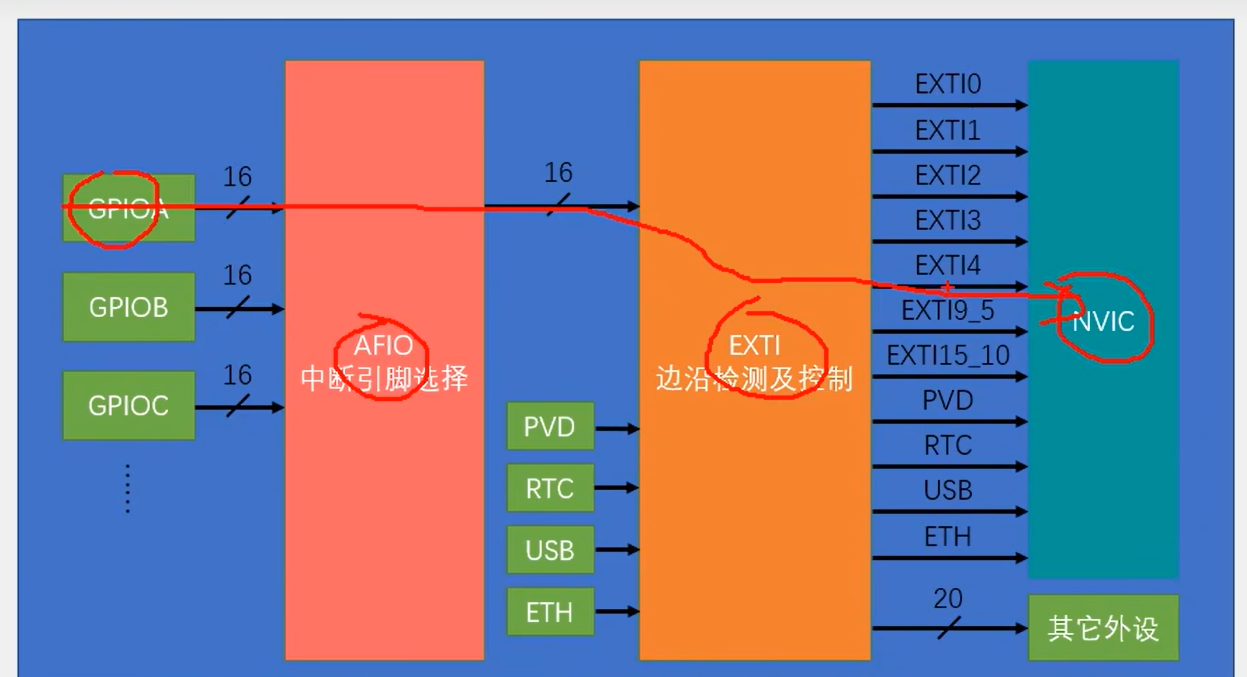 GPIOA
16
GPIOB
16
GPIOC
16
AFIO
中断引脚选择
16
PVD
RTC
USB
ETH
EXTI
边沿检测及控制
EXTI0
EXTI1
EXTI2
EXTI3
EXTI4
EXTI9_5
EXTI15_10
PVD
RTC
USB
ETH
20
NVIC
其它外设